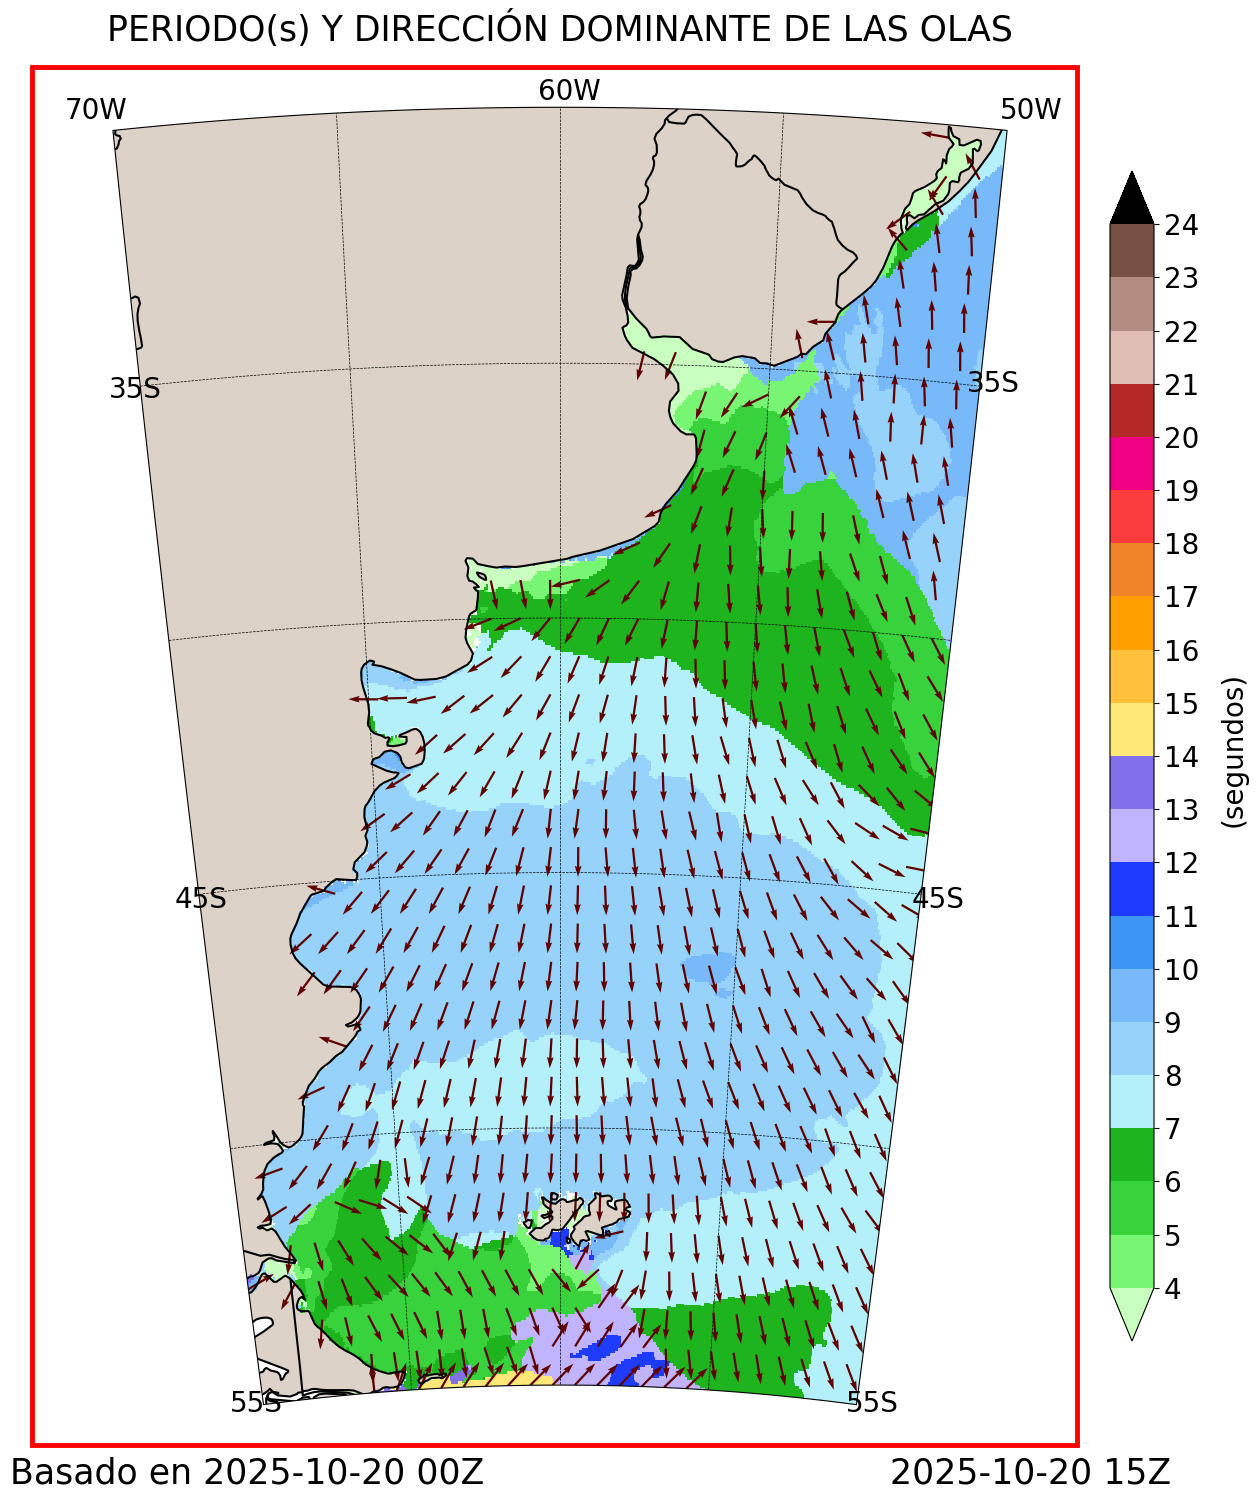 PERIODO(s) Y DIRECCIÓN DOMINANTE DE LAS OLAS
70W
60W
50W
35S
35S
45S
45S
55S
55S
24
23
22
21
20
19
18
17
16
15
14
13
12
11
10
9
8
7
6
5
4
(segundos)
Basado en 2025-10-20 00Z
2025-10-20 15Z